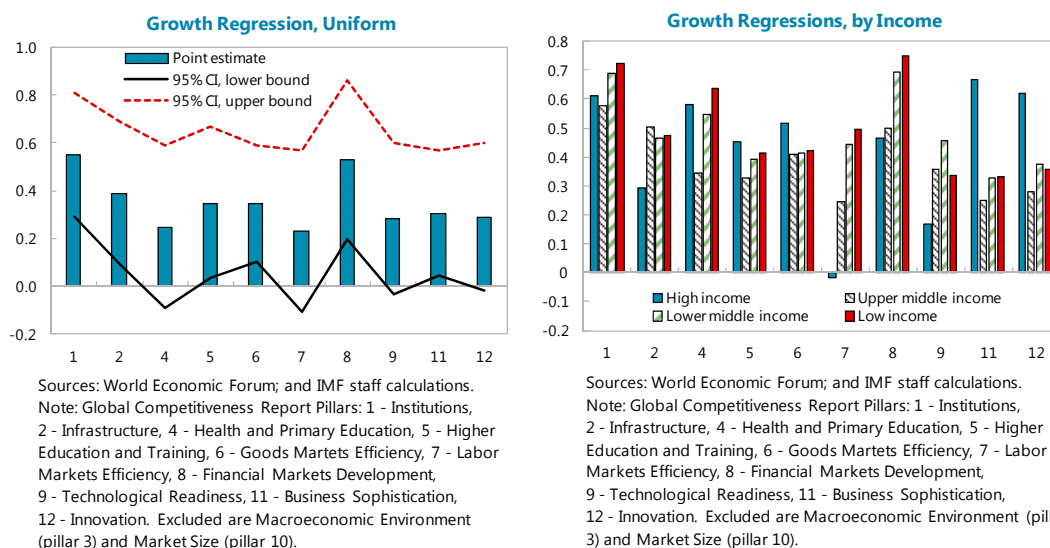 Growth Regression, Uniform
1.0
0.8
0.6
0.4
0.2
0.0
-0.2
Point estimate
95% CI, lower bound
95% CI, upper bound
1 2 4 5 6 7 8 9 11 12
Sources: World Economic Forum; and IMF staff calculations.
Note: Global Competitiveness Report Pillars: 1 - Institutions,
2 - Infrastructure, 4 - Health and Primary Education, 5 - Higher
Education and Training, 6 - Goods Martets Efficiency, 7 - Labor
Markets Efficiency, 8 - Financial Markets Development,
9 - Technological Readiness, 11 - Business Sophistication,
12 - Innovation. Excluded are Macroeconomic Environment
(pillar 3) and Market Size (pillar 10).
Growth Regressions, by Income
0.8
0.7
0.6
0.5
0.4
0.3
0.2
0.1
0
-0.1
-0.2
High income
Upper middle income
Lower middle income
Low income
1 2 4 5 6 7 8 9 11 12
Sources: World Economic Forum; and IMF staff calculations.
Note: Global Competitiveness Report Pillars: 1 - Institutions,
2 - Infrastructure, 4 - Health and Primary Education, 5 - Higher
Education and Training, 6 - Goods Martets Efficiency, 7 - Labor
Markets Efficiency, 8 - Financial Markets Development,
9 - Technological Readiness, 11 - Business Sophistication,
12 - Innovation. Excluded are Macroeconomic Environment (pil
3) and Market Size (pillar 10).